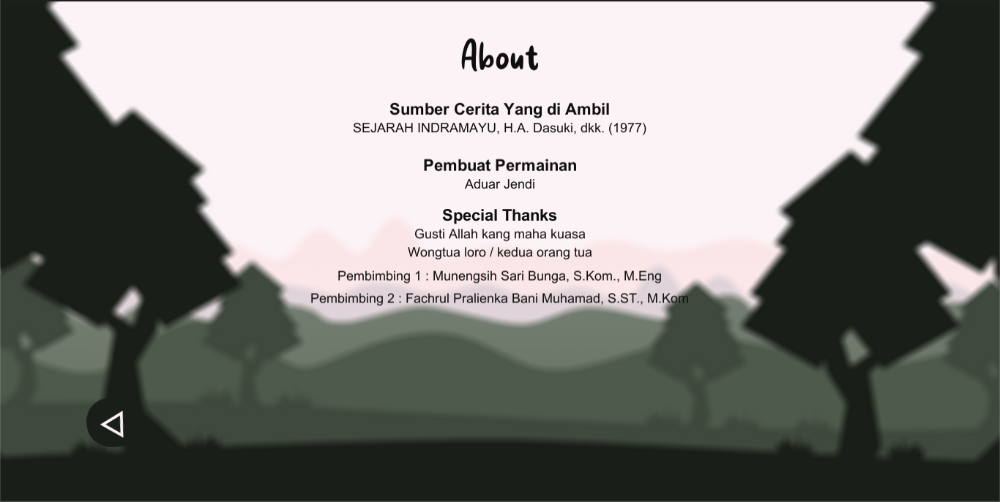 About
Sumber Cerita Yang di Ambil
SEJARAH INDRAMAYU, H.A. Dasuki, dkk. (1977)
Pembuat Permainan
Aduar Jendi
Special Thanks
Gusti Allah kang maha kuasa
Wongtua loro / kedua orang tua
Pembimbing 1 : Munengsih Sari Bunga, S.Kom., M.Eng
Pembimbing 2 : Fachrul Pralienka Bani Muhamad, S.ST., M.Kom